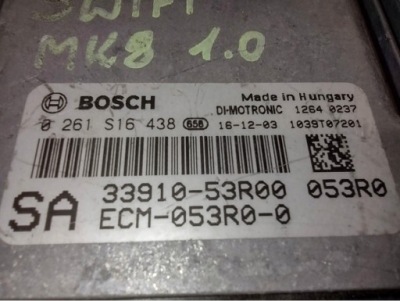 SWIFT
MK8 1.0
BOSCH
Made in Hungary
DI-MOTRONIC 1264 0237
0 261 S16 438 658 16-12-03 1039T07201
SA 33910-53R00 053R0
ECM-053R0-0